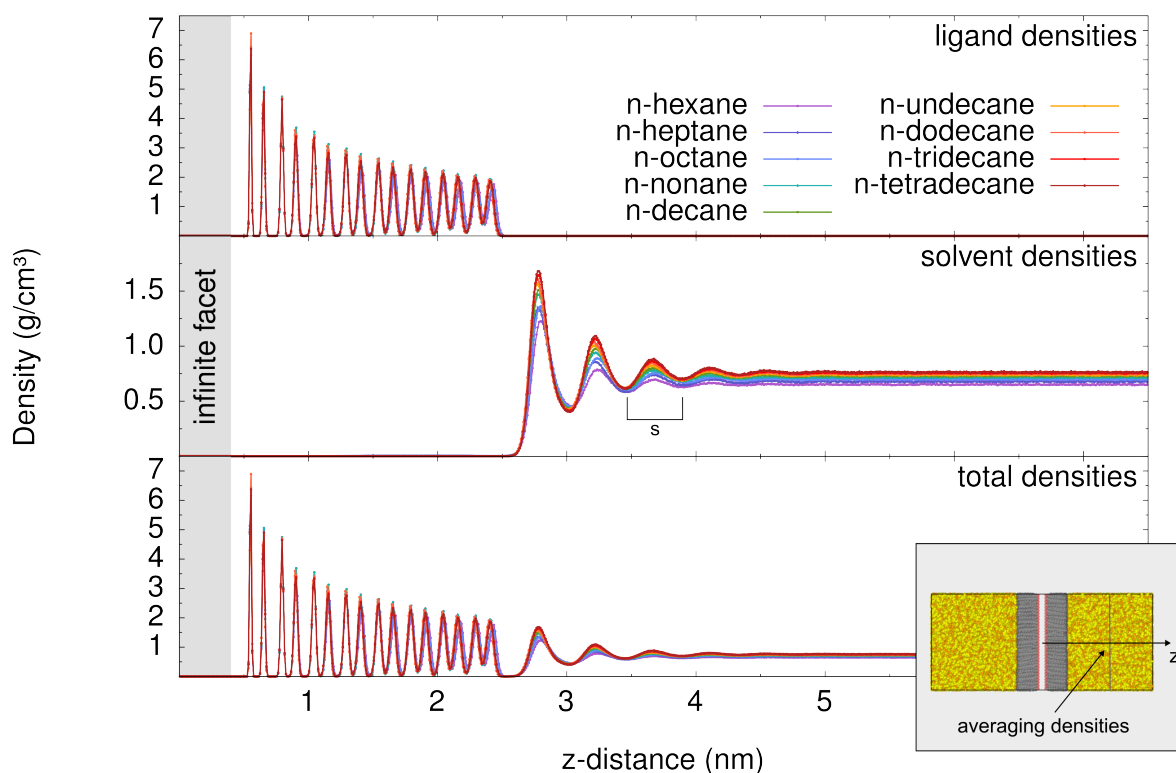 7
6
5
4
3
2
1
ligand densities
n-hexane
n-heptane
n-octane
n-nonane
n-decane
n-undecane
n-dodecane
n-tridecane
n-tetradecane
Density (g/cm³)
infinite facet
1.5
1.0
0.5
solvent densities
s
7
6
5
4
3
2
1
total densities
1 2 3 4 5
z-distance (nm)
z
averaging densities